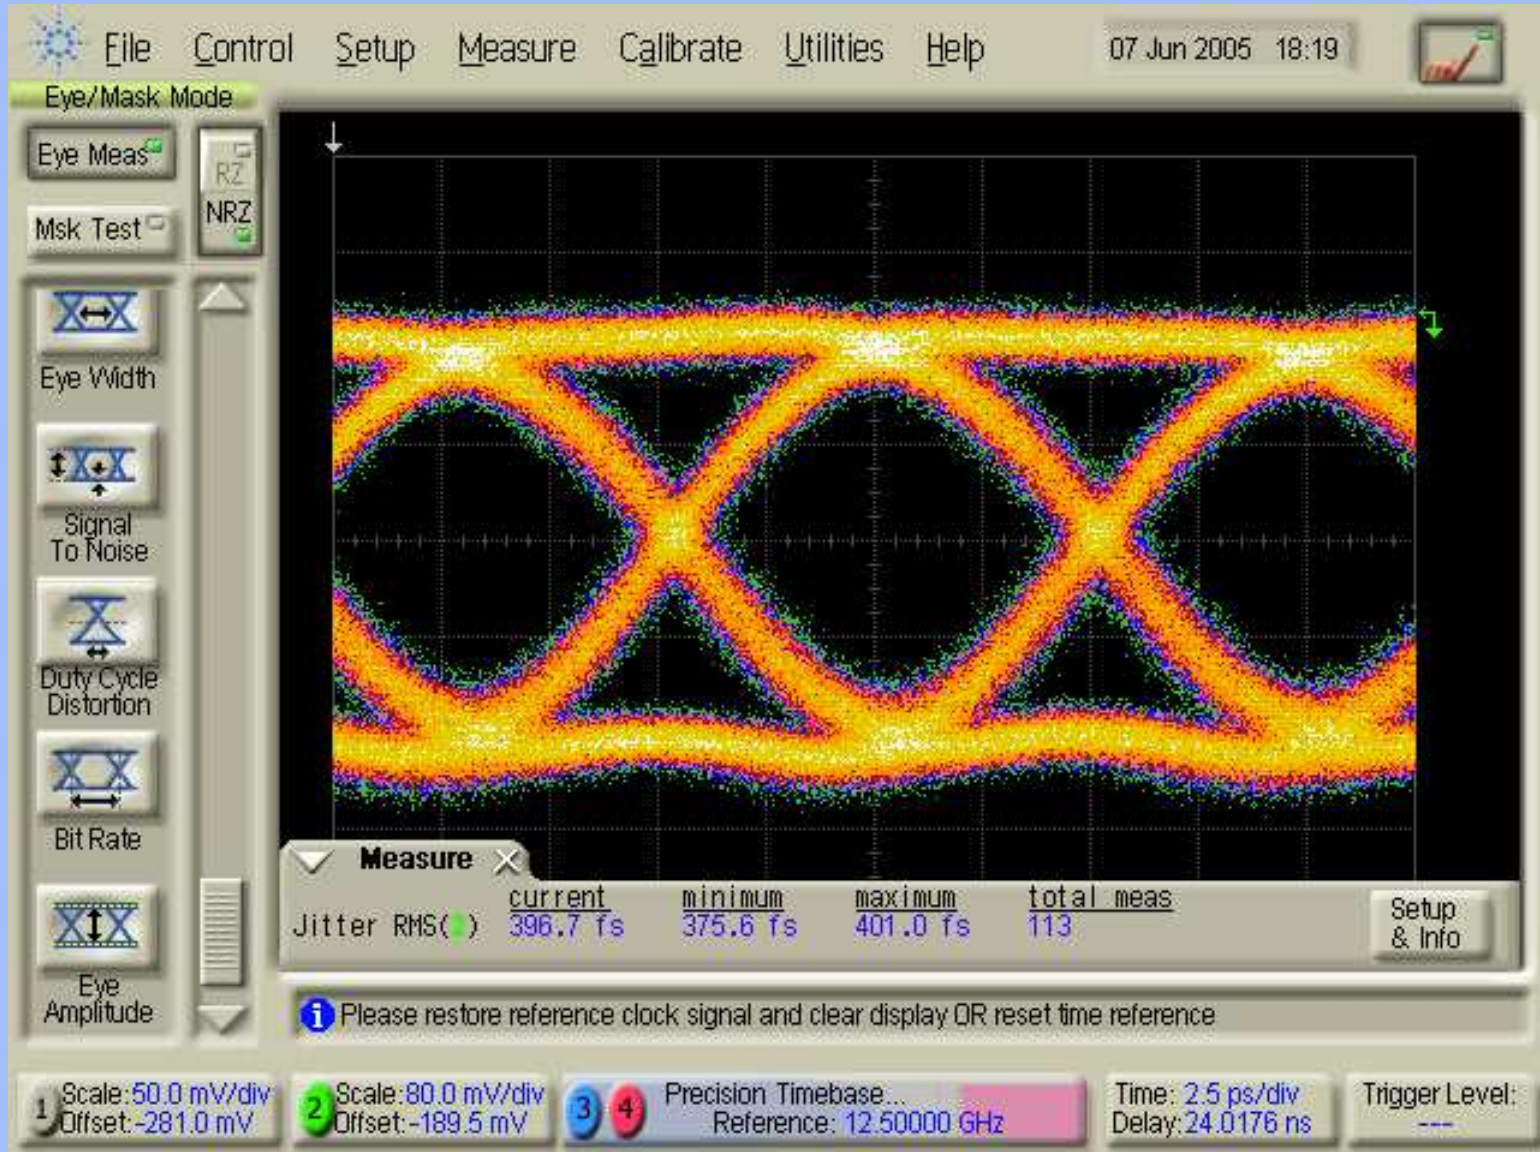 File Control Setup Measure Calibrate Utilities Help 07 Jun 2005 18:19
Eye/Mask Mode
Eye Meas
RZ
NRZ
Msk Test
Eye Width
Signal
To Noise
Duty Cycle
Distortion
Bit Rate
Eye
Amplitude
Measure
current minimum maximum total meas
Jitter RMS(2) 396.7 fs 375.6 fs 401.0 fs 113
Setup
& Info
Please restore reference clock signal and clear display OR reset time reference
1 Scale:50.0 mV/div
Offset:-281.0 mV
2 Scale:80.0 mV/div
Offset:-189.5 mV
3 4 Precision Timebase...
Reference: 12.50000 GHz
Time: 2.5 ps/div
Delay:24.0176 ns
Trigger Level:
---